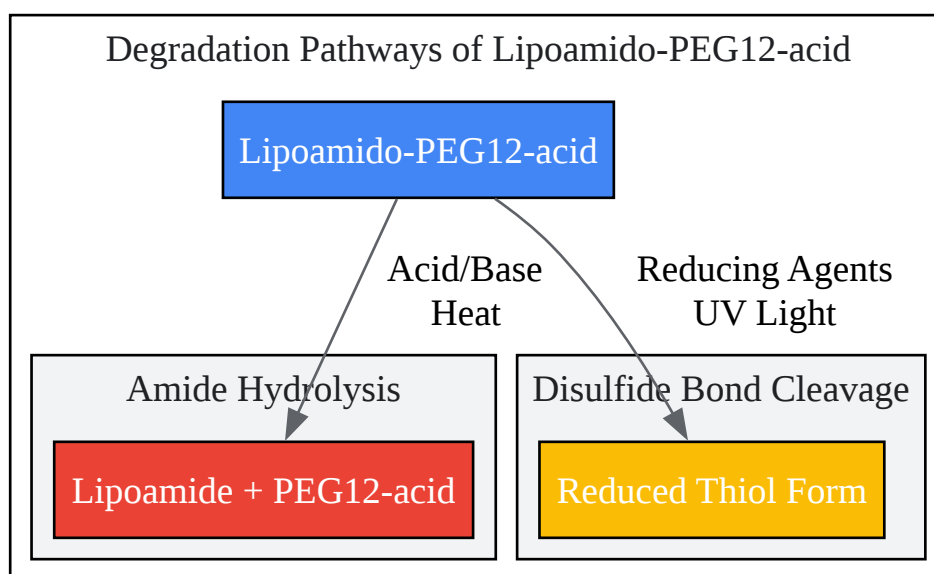 Degradation Pathways of Lipoamido-PEG12-acid
Lipoamido-PEG12-acid
Acid/Base
Heat
Reducing Agents
UV Light
Amide Hydrolysis
Lipoamide + PEG12-acid
Disulfide Bond Cleavage
Reduced Thiol Form